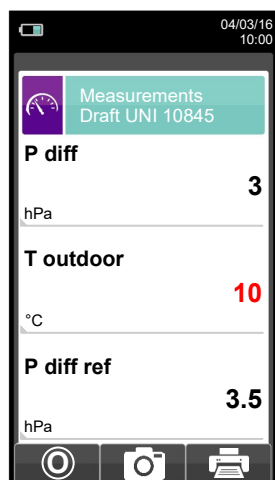 04/03/16
10:00
Measurements
Draft UNI 10845
P diff
3
hPa
T outdoor
10
°C
P diff ref
3.5
hPa